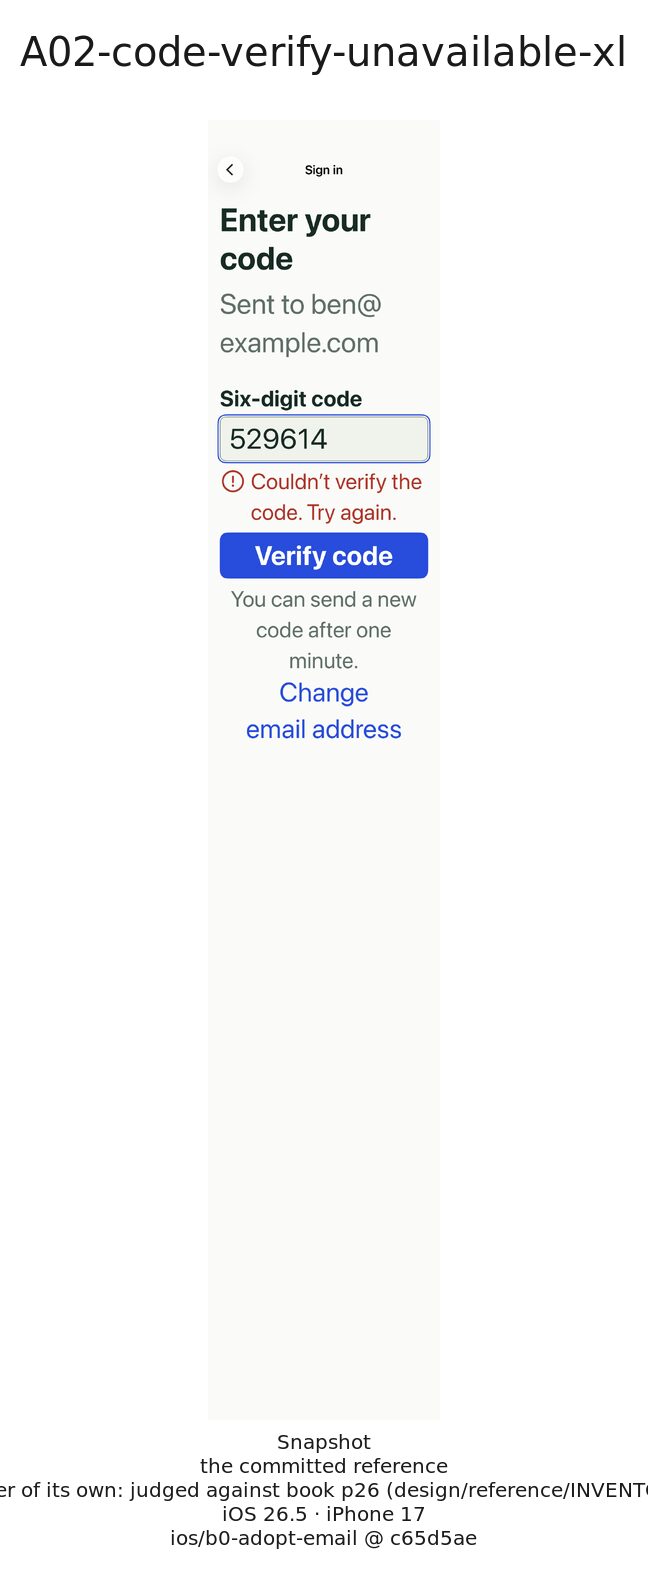 A02-code-verify-unavailable-xl
Sign in
Enter your
code
Sent to ben@
example.com
Six-digit code
529614
Couldn’t verify the
code. Try again.
Verify code
You can send a new
code after one
minute.
Change
email address
Snapshot
the committed reference
of its own: judged against book p26 (design/reference/
iOS 26.5 · iPhone 17
ios/b0-adopt-email @ c65d5ae